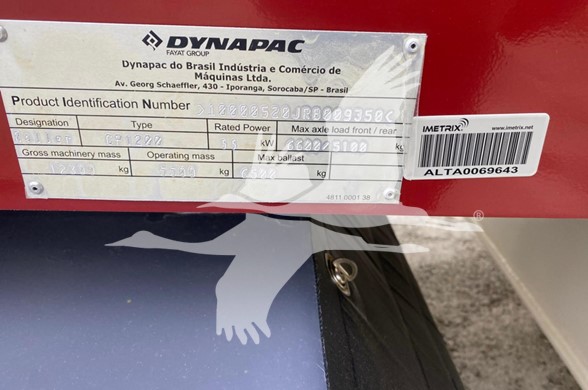 DYNAPAC
FAYAT GROUP
Dynapac do Brasil Indústria e Comércio de
Máquinas Ltda.
Av. Georg Schaeffler, 430 - Iporanga, Sorocaba/SP - Brasil
Product Identification Number
Designation Type Rated Power Max axle load front / rear
kW 6600/5100 kg
Gross machinery mass Operating mass Max ballast
kg kg kg
4811 0001 38
IMETRIX www.imetrix.net
ALTA0069643
®